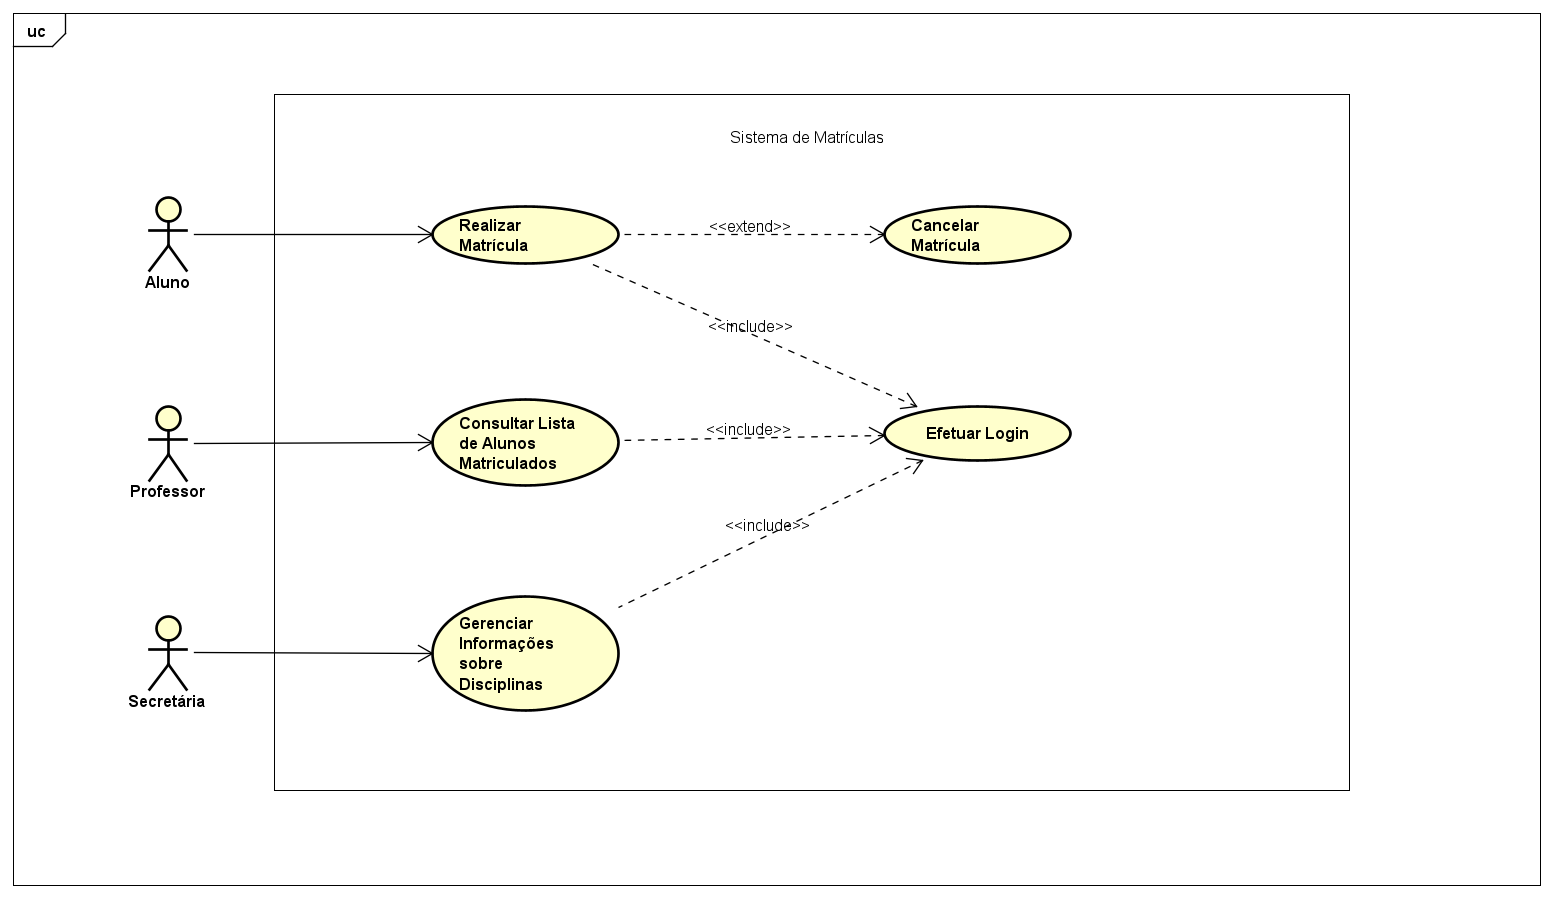 uc
Sistema de Matrículas
Realizar
Matrícula
<<extend>>
Cancelar
Matrícula
Aluno
<<include>>
Consultar Lista
de Alunos
Matriculados
<<include>>
Efetuar Login
Professor
<<include>>
Gerenciar
Informações
sobre
Disciplinas
Secretária